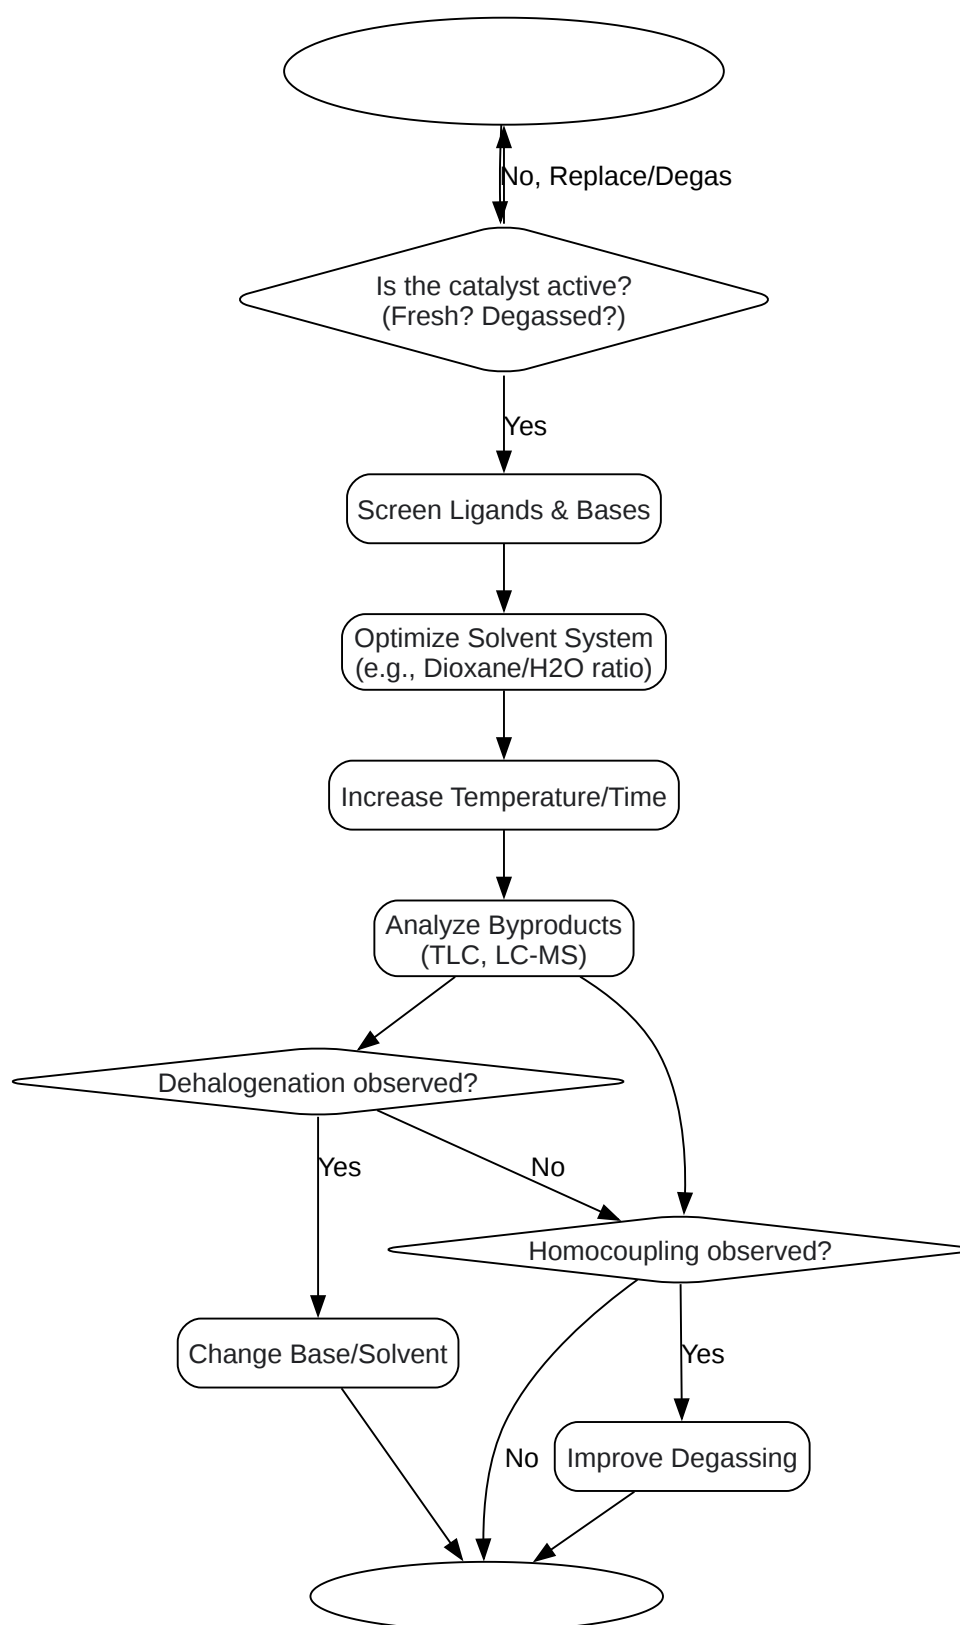 No, Replace/Degas
Is the catalyst active?
(Fresh? Degassed?)
Yes
Screen Ligands & Bases
Optimize Solvent System
(e.g., Dioxane/H2O ratio)
Increase Temperature/Time
Analyze Byproducts
(TLC, LC-MS)
Dehalogenation observed?
Yes
No
Homocoupling observed?
Change Base/Solvent
Yes
No
Improve Degassing